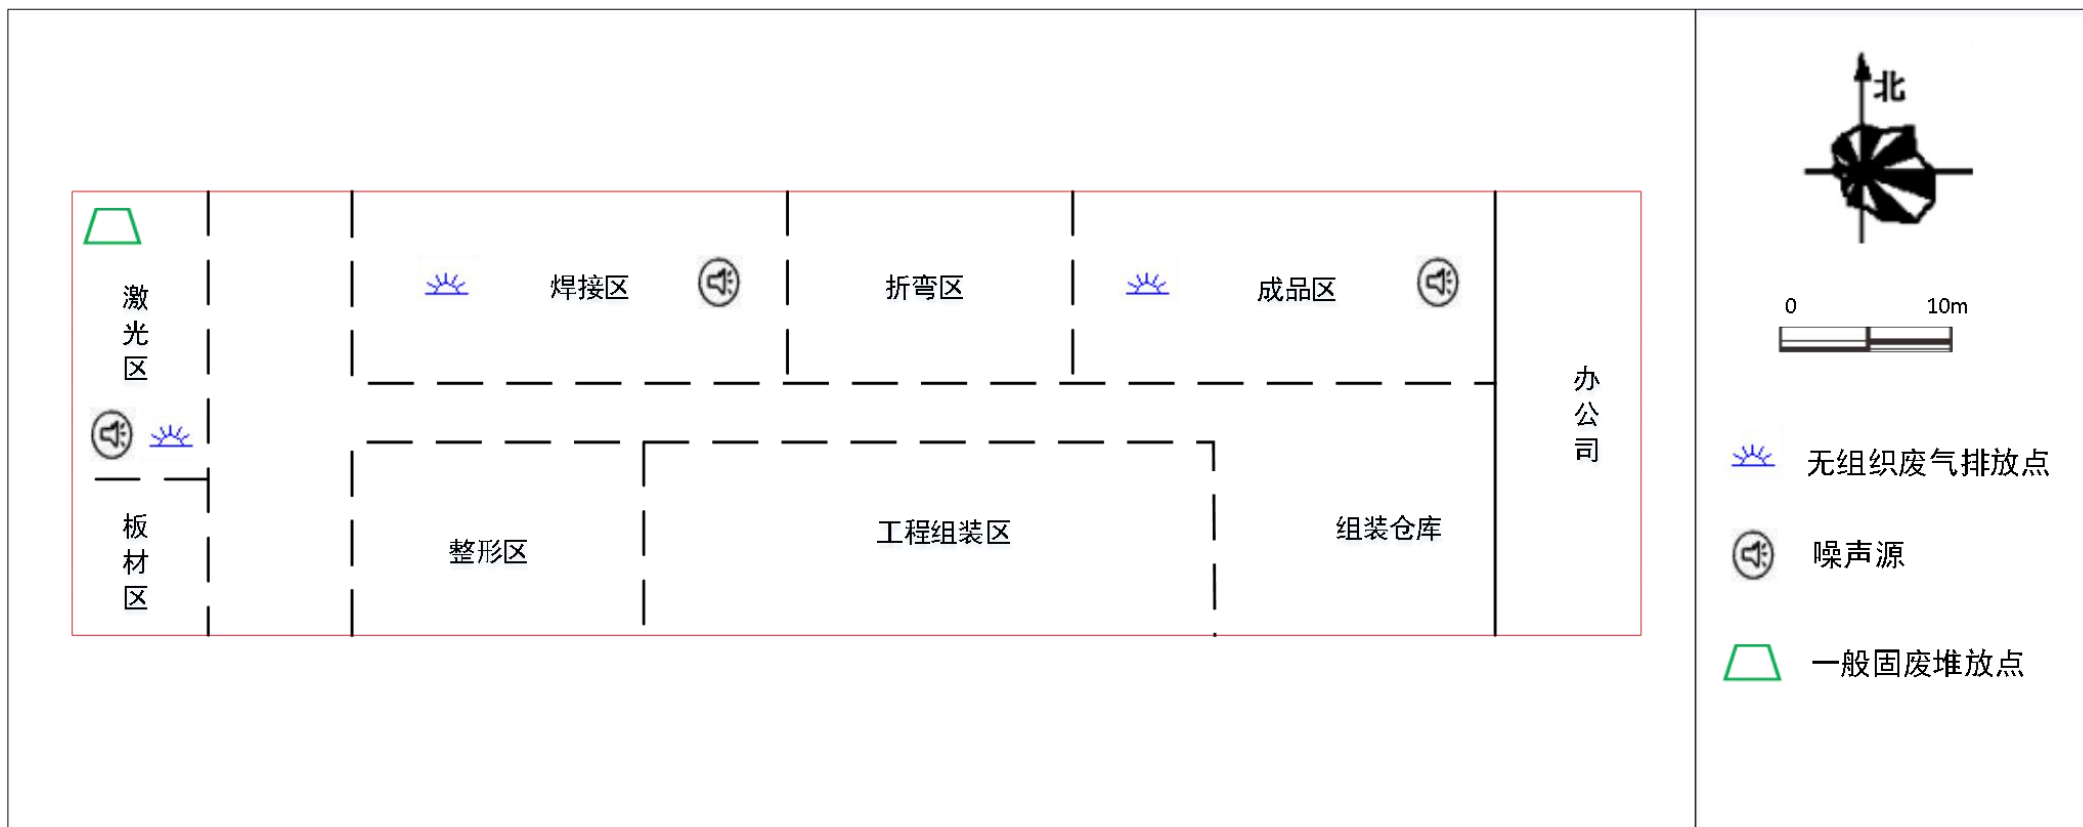 激光区
板材区
焊接区
折弯区
成品区
整形区
工程组装区
组装仓库
办公司
北
0 10m
无组织废气排放点
噪声源
一般固废堆放点